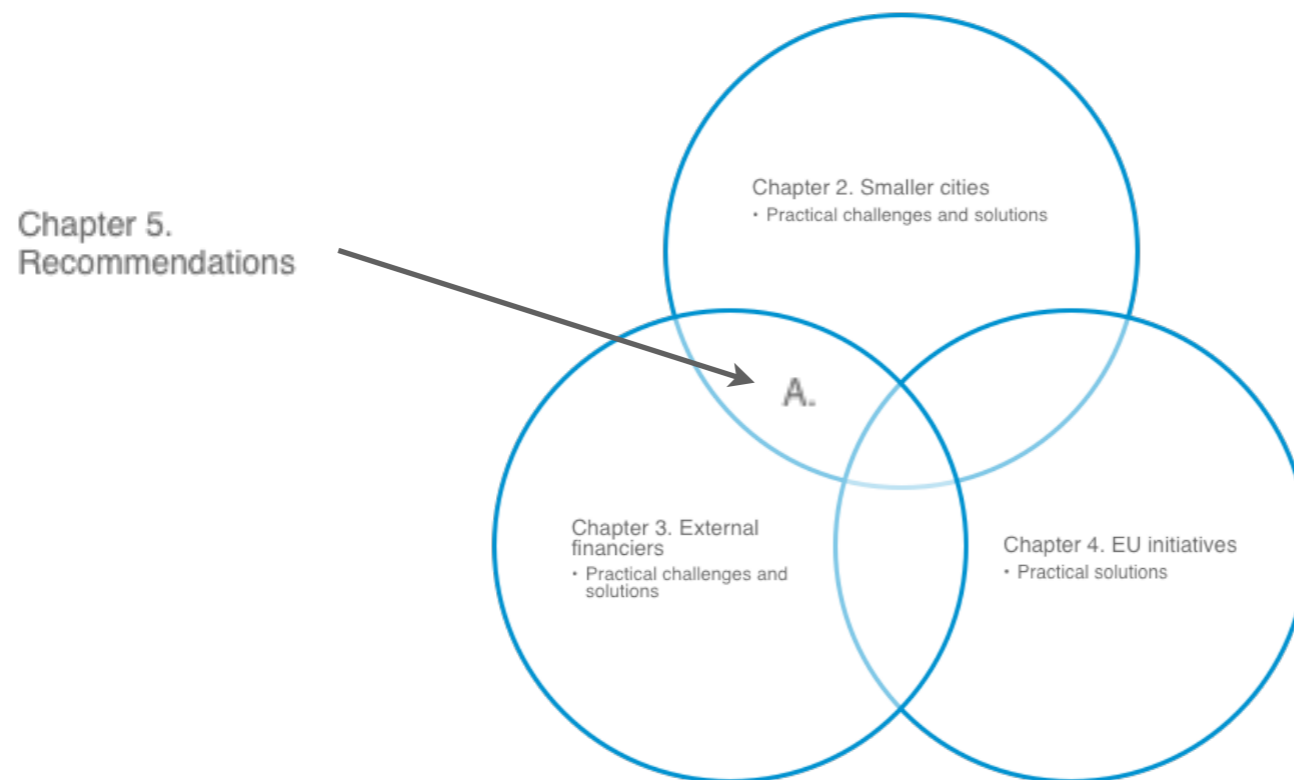 Chapter 2. Smaller cities
• Practical challenges and solutions
Chapter 5.
Recommendations
A.
Chapter 3. External
financiers
• Practical challenges and
solutions
Chapter 4. EU initiatives
• Practical solutions